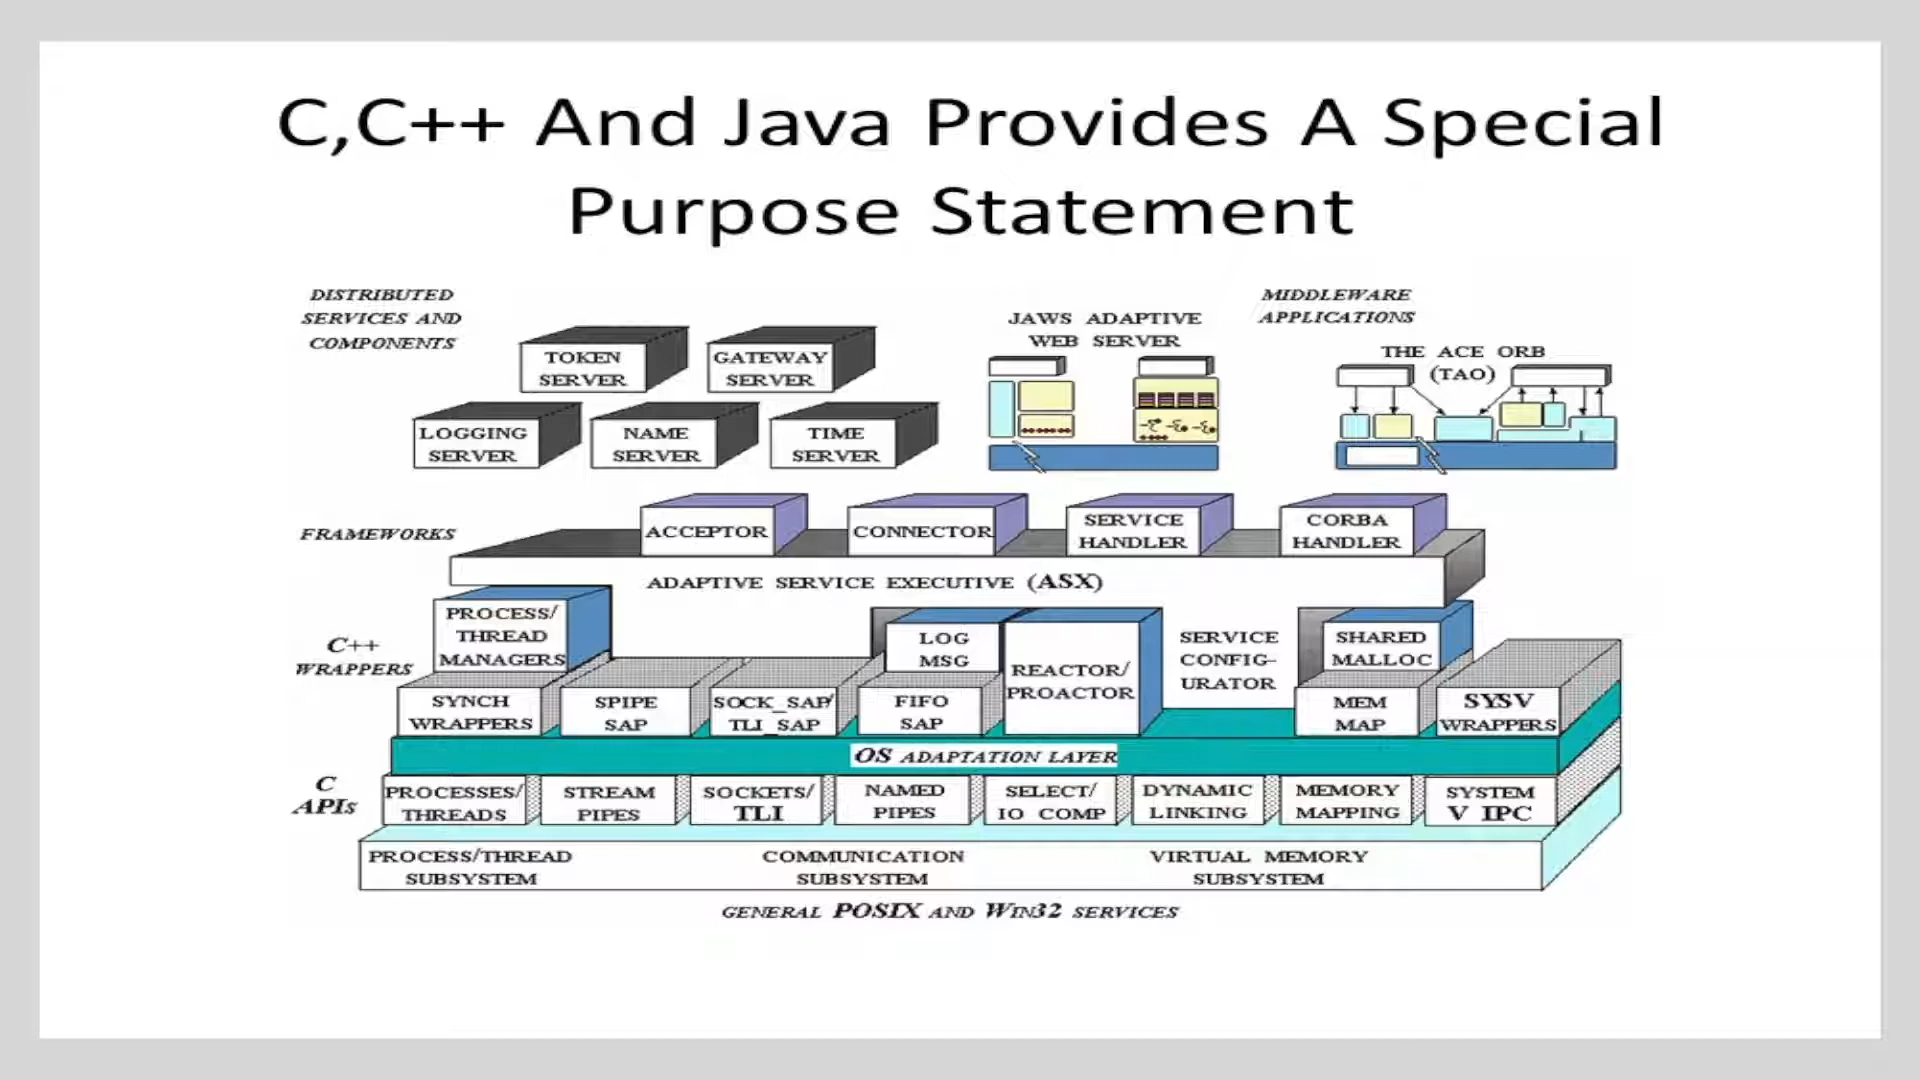 C,C++ And Java Provides A Special
Purpose Statement
DISTRIBUTED
SERVICES AND
COMPONENTS
TOKEN
SERVER
GATEWAY
SERVER
LOGGING
SERVER
NAME
SERVER
TIME
SERVER
JAWS ADAPTIVE
WEB SERVER
MIDDLEWARE
APPLICATIONS
THE ACE ORB
(TAO)
FRAMEWORKS
ACCEPTOR
CONNECTOR
SERVICE
HANDLER
CORBA
HANDLER
ADAPTIVE SERVICE EXECUTIVE (ASX)
C++
WRAPPERS
PROCESS/
THREAD
MANAGERS
LOG
MSG
REACTOR/
PROACTOR
SERVICE
CONFIG-
URATOR
SHARED
MALLOC
SYNCH
WRAPPERS
SPIPE
SAP
SOCK_SAP/
TLI_SAP
FIFO
SAP
MEM
MAP
SYSV
WRAPPERS
OS ADAPTATION LAYER
C
APIs
PROCESSES/
THREADS
STREAM
PIPES
SOCKETS/
TLI
NAMED
PIPES
SELECT/
IO COMP
DYNAMIC
LINKING
MEMORY
MAPPING
SYSTEM
V IPC
PROCESS/THREAD
SUBSYSTEM
COMMUNICATION
SUBSYSTEM
VIRTUAL MEMORY
SUBSYSTEM
GENERAL POSIX AND WIN32 SERVICES